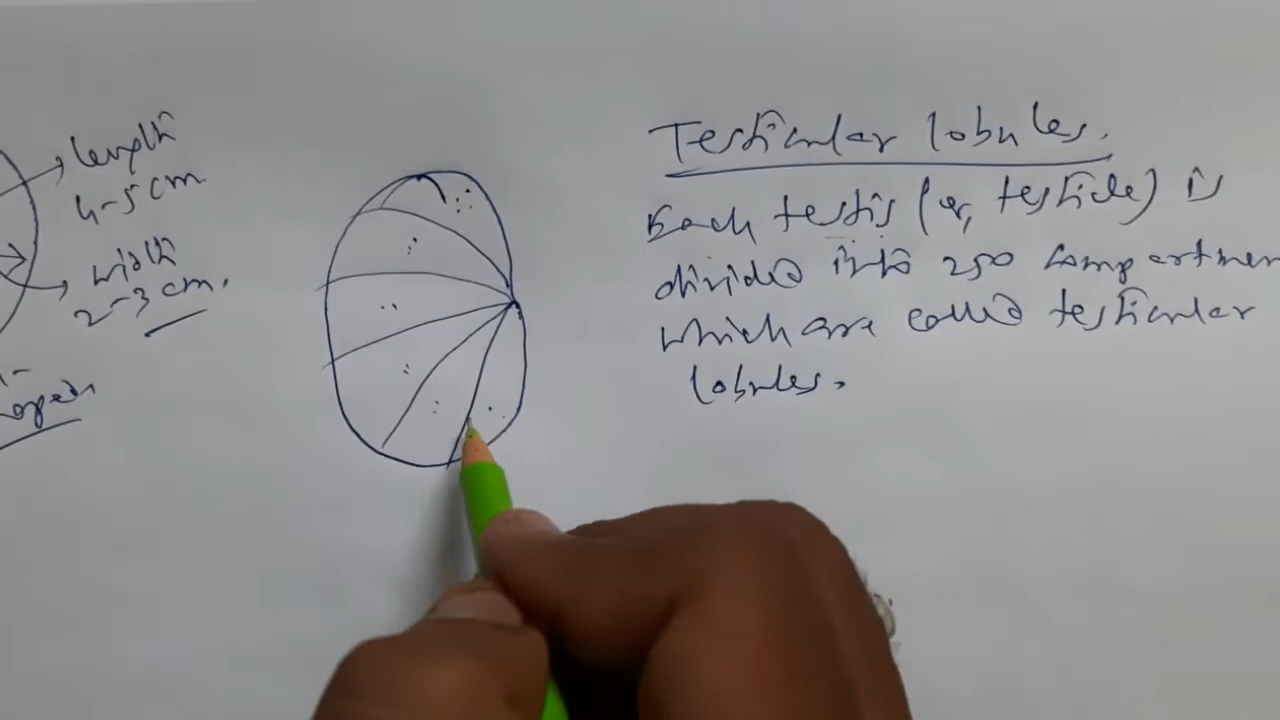 length
4-5 cm
width
2-3 cm.
Testicular lobules.
Each testis (or, testicle) is
divided into 250 compartmen
which are called testicular
lobules.